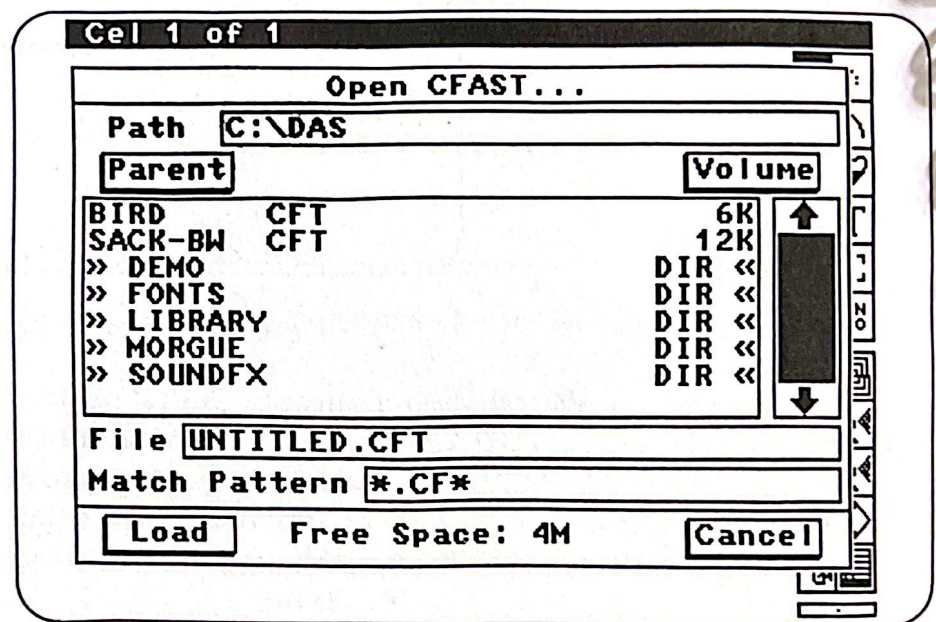 Cel 1 of 1
Open CFAST...
Path C:\DAS
Parent Volume
BIRD CFT 6K
SACK-BW CFT 12K
» DEMO DIR «
» FONTS DIR «
» LIBRARY DIR «
» MORGUE DIR «
» SOUNDFX DIR «
NO
File UNTITLED.CFT
Match Pattern *.CF*
Load Free Space: 4M Cancel